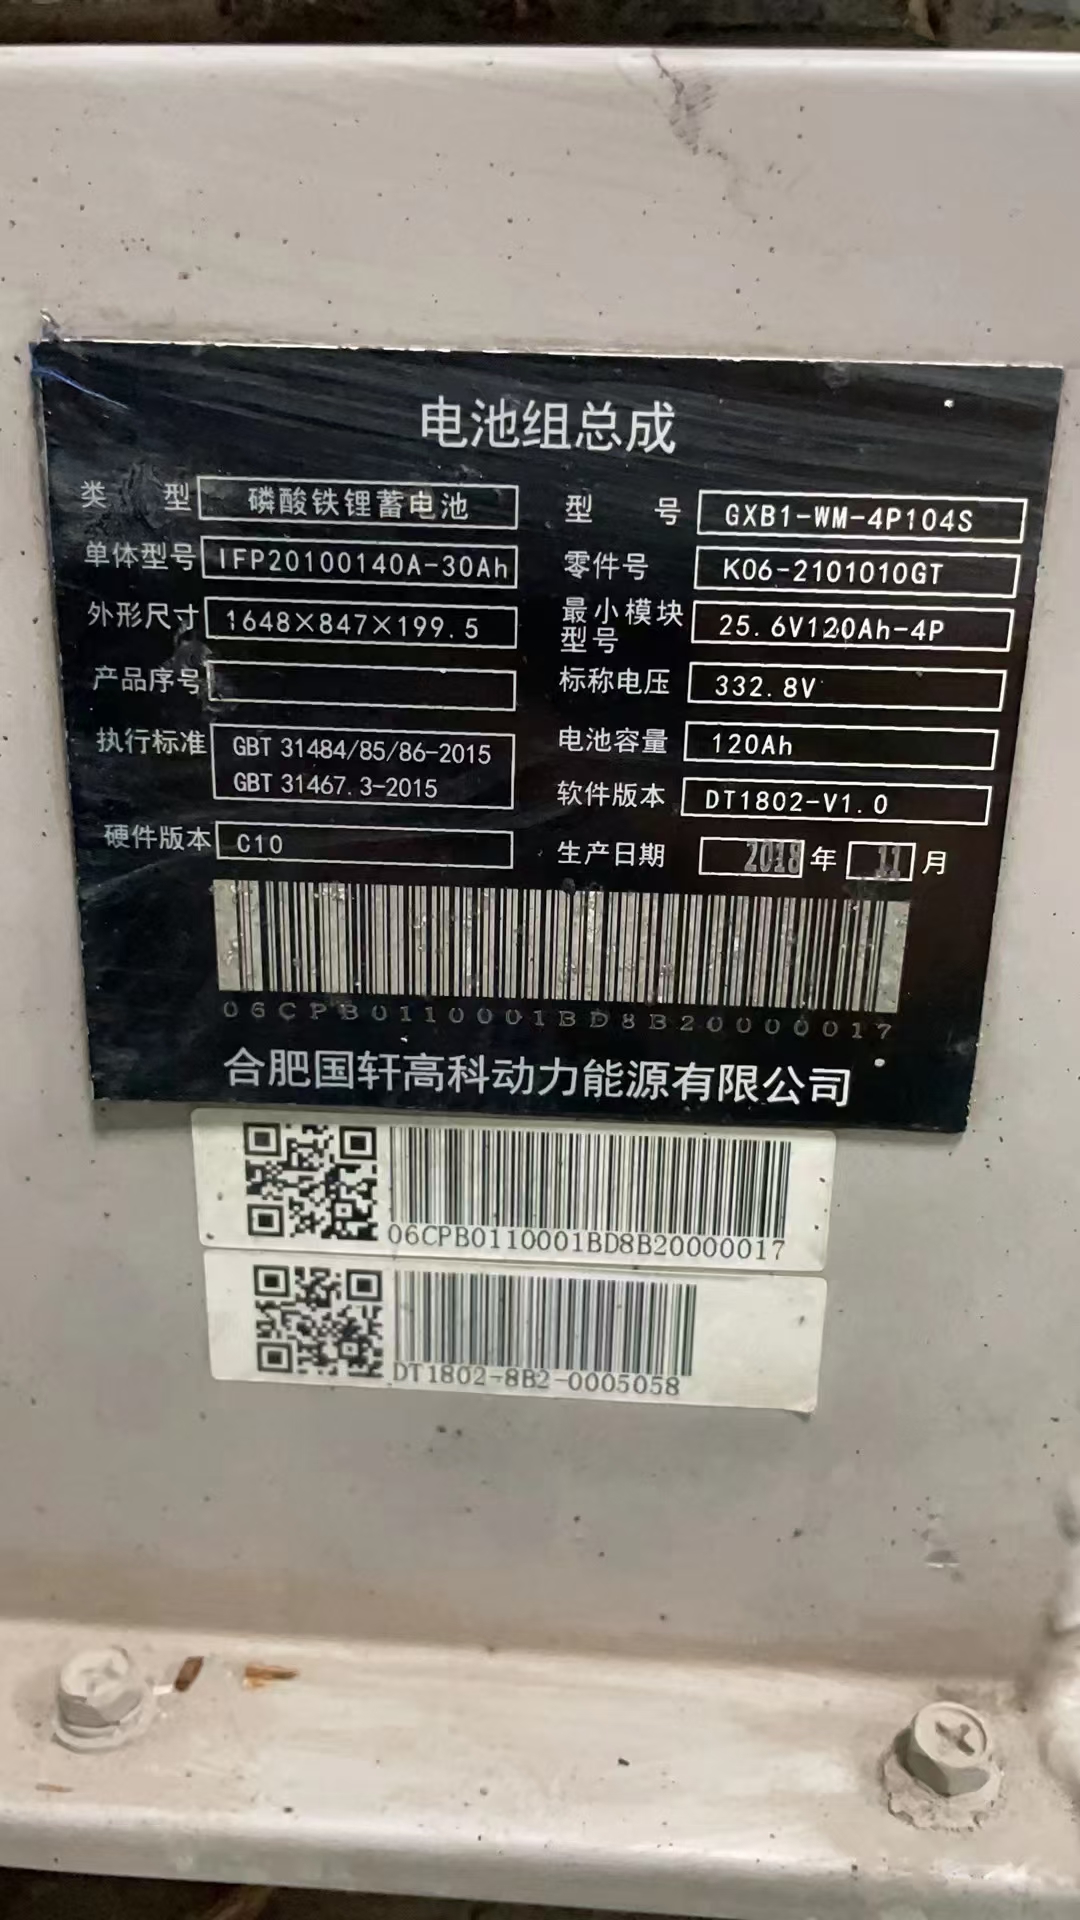 电池组总成
类 型 磷酸铁锂蓄电池 型 号 GXB1-WM-4P104S
单体型号 IFP20100140A-30Ah 零件号 K06-2101010GT
外形尺寸 1648×847×199.5 最小模块型号 25.6V120Ah-4P
产品序号 标称电压 332.8V
执行标准 GBT 31484/85/86-2015 电池容量 120Ah
GBT 31467.3-2015 软件版本 DT1802-V1.0
硬件版本 C10 生产日期 2018 年 11 月
06CPB0110001BD8B20000017
合肥国轩高科动力能源有限公司
06CPB0110001BD8B20000017
DT1802-8B2-0005058